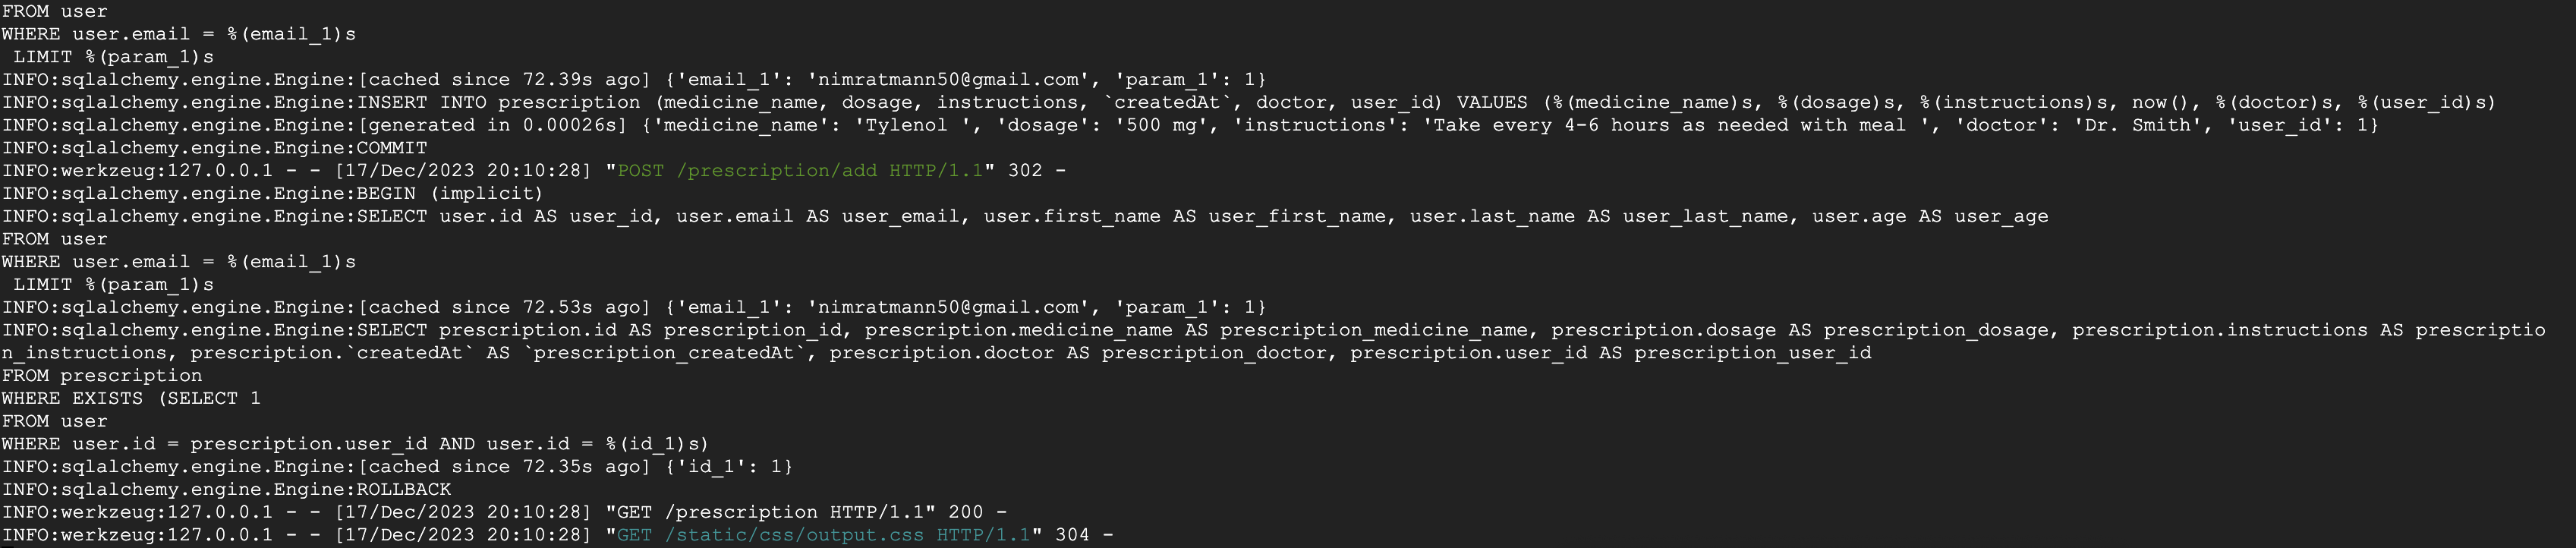 FROM user
WHERE user.email = %(email_1)s
 LIMIT %(param_1)s
INFO:sqlalchemy.engine.Engine:[cached since 72.39s ago] {'email_1': 'nimratmann50@gmail.com', 'param_1': 1}
INFO:sqlalchemy.engine.Engine:INSERT INTO prescription (medicine_name, dosage, instructions, `createdAt`, doctor, user_id) VALUES (%(medicine_name)s, %(dosage)s, %(instructions)s, now(), %(doctor)s, %(user_id)s)
INFO:sqlalchemy.engine.Engine:[generated in 0.00026s] {'medicine_name': 'Tylenol ', 'dosage': '500 mg', 'instructions': 'Take every 4-6 hours as needed with meal ', 'doctor': 'Dr. Smith', 'user_id': 1}
INFO:sqlalchemy.engine.Engine:COMMIT
INFO:werkzeug:127.0.0.1 - - [17/Dec/2023 20:10:28] "POST /prescription/add HTTP/1.1" 302 -
INFO:sqlalchemy.engine.Engine:BEGIN (implicit)
INFO:sqlalchemy.engine.Engine:SELECT user.id AS user_id, user.email AS user_email, user.first_name AS user_first_name, user.last_name AS user_last_name, user.age AS user_age
FROM user
WHERE user.email = %(email_1)s
 LIMIT %(param_1)s
INFO:sqlalchemy.engine.Engine:[cached since 72.53s ago] {'email_1': 'nimratmann50@gmail.com', 'param_1': 1}
INFO:sqlalchemy.engine.Engine:SELECT prescription.id AS prescription_id, prescription.medicine_name AS prescription_medicine_name, prescription.dosage AS prescription_dosage, prescription.instructions AS prescriptio
n_instructions, prescription.`createdAt` AS `prescription_createdAt`, prescription.doctor AS prescription_doctor, prescription.user_id AS prescription_user_id
FROM prescription
WHERE EXISTS (SELECT 1
FROM user
WHERE user.id = prescription.user_id AND user.id = %(id_1)s)
INFO:sqlalchemy.engine.Engine:[cached since 72.35s ago] {'id_1': 1}
INFO:sqlalchemy.engine.Engine:ROLLBACK
INFO:werkzeug:127.0.0.1 - - [17/Dec/2023 20:10:28] "GET /prescription HTTP/1.1" 200 -
INFO:werkzeug:127.0.0.1 - - [17/Dec/2023 20:10:28] "GET /static/css/output.css HTTP/1.1" 304 -